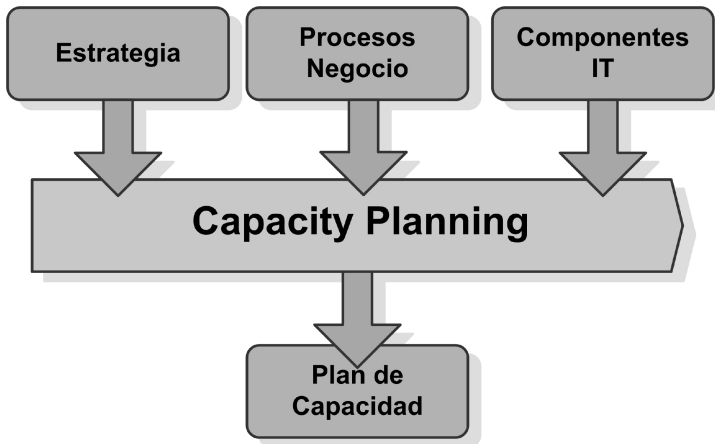 Estrategia
Procesos
Negocio
Componentes
IT
Capacity Planning
Plan de
Capacidad